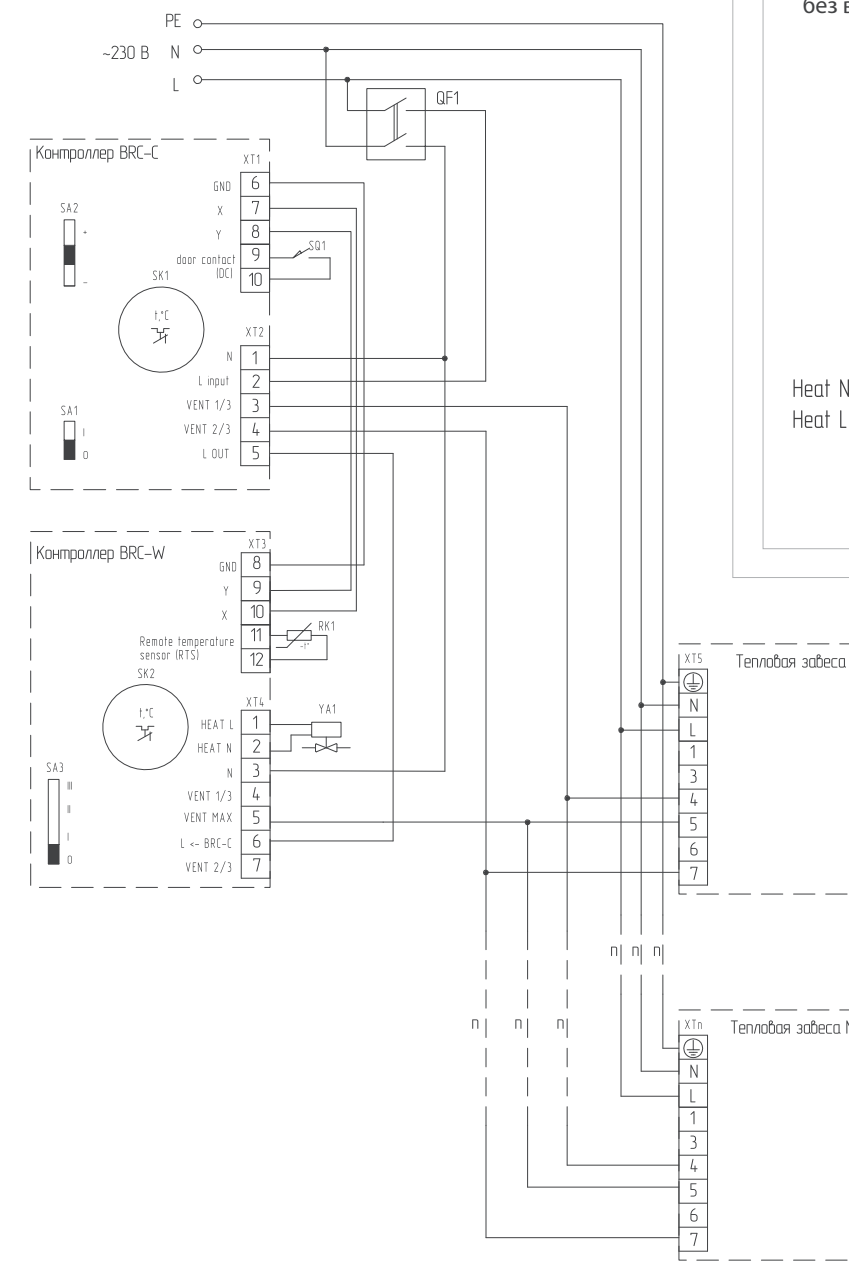 без в
PE
~230 В N
L
QF1
Контроллер BRC-C
XT1
SA2
+
-
SK1
t,°C
GND 6
X 7
Y 8
door contact
(DC)
9
10
SQ1
XT2
N 1
L input 2
VENT 1/3 3
VENT 2/3 4
L OUT 5
SA1
I
0
Heat N
Heat L
Контроллер BRC-W
XT3
GND 8
Y 9
X 10
Remote temperature
sensor (RTS)
11
12
RK1
-t°
SK2
t,°C
XT4
HEAT L 1
HEAT N 2
N 3
VENT 1/3 4
VENT MAX 5
L <- BRC-C 6
VENT 2/3 7
YA1
SA3
III
II
I
0
XT5 Тепловая завеса
N
L
1
3
4
5
6
7
п п п
п п п
XTn Тепловая завеса N
N
L
1
3
4
5
6
7